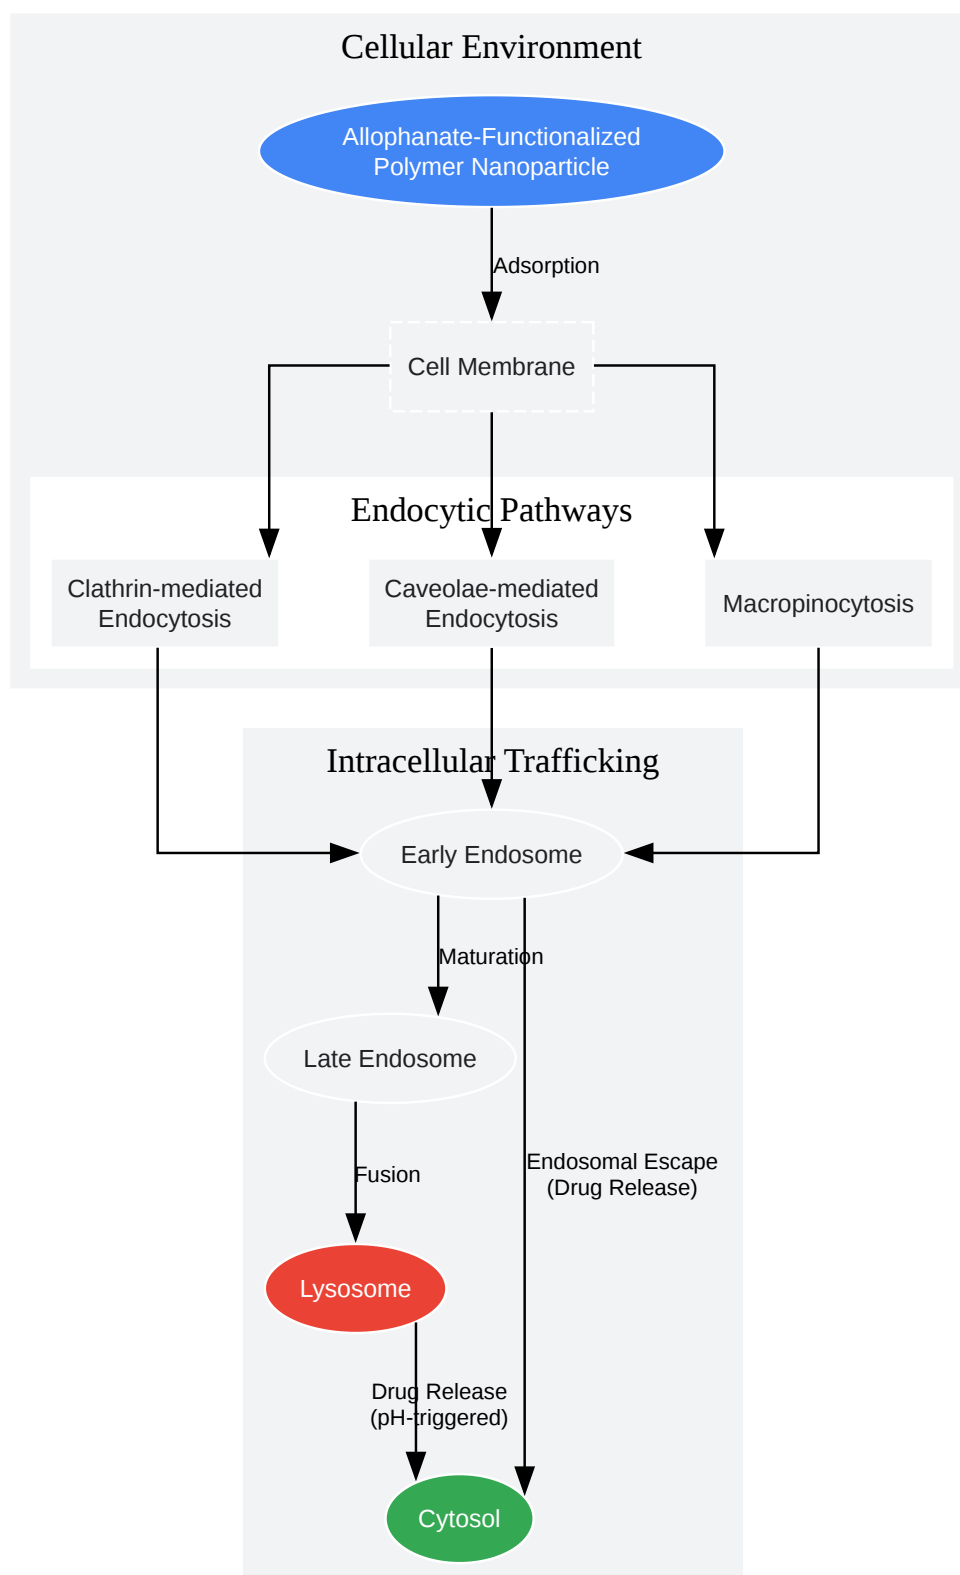 Cellular Environment
Allophanate-Functionalized
Polymer Nanoparticle
Adsorption
Cell Membrane
Endocytic Pathways
Clathrin-mediated
Endocytosis
Caveolae-mediated
Endocytosis
Macropinocytosis
Intracellular Trafficking
Early Endosome
Maturation
Late Endosome
Endosomal Escape
(Drug Release)
Fusion
Lysosome
Drug Release
(pH-triggered)
Cytosol